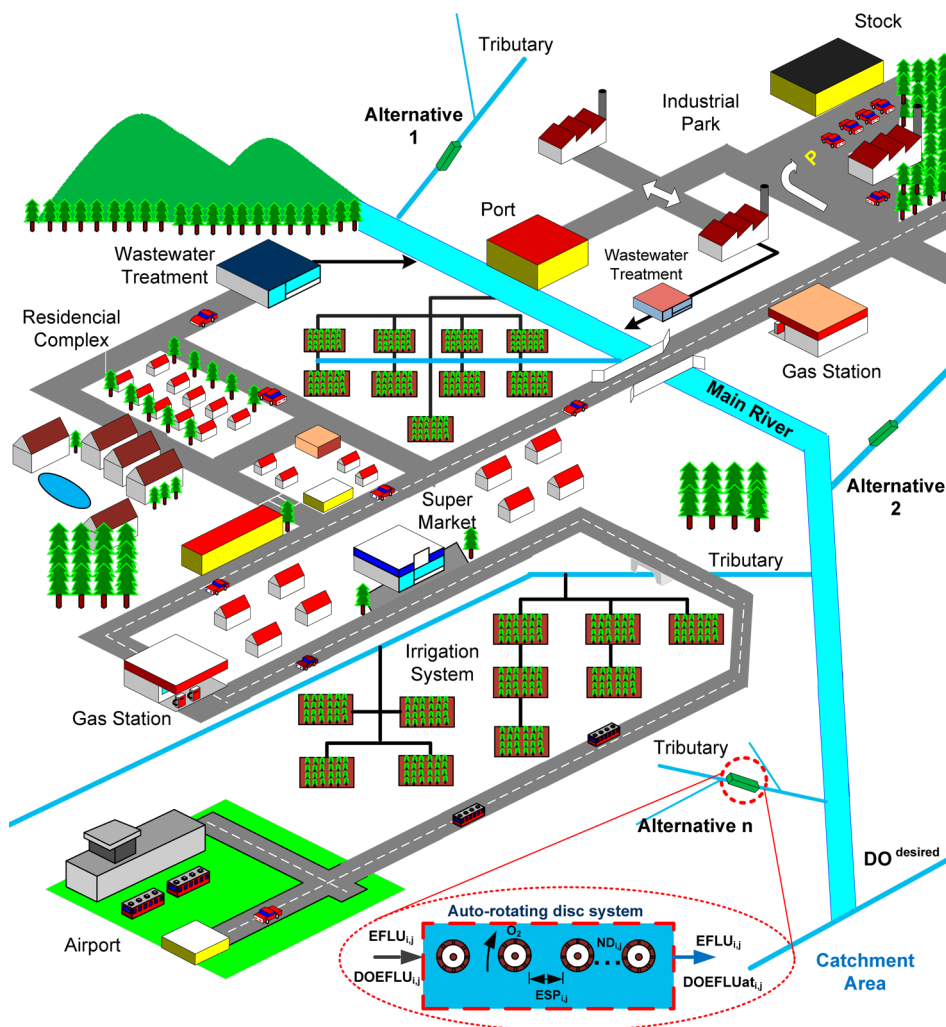 Stock
Tributary
Industrial
Park
Alternative
1
P
Port
Wastewater
Treatment
Wastewater
Treatment
Residencial
Complex
Gas Station
Main River
Alternative
2
Super
Market
Tributary
Irrigation
System
Gas Station
Tributary
Alternative n
DO desired
Airport
Auto-rotating disc system
EFLUi,j
O2
NDi,j
EFLUi,j
DOEFLUi,j
ESPi,j
DOEFLUati,j
Catchment
Area